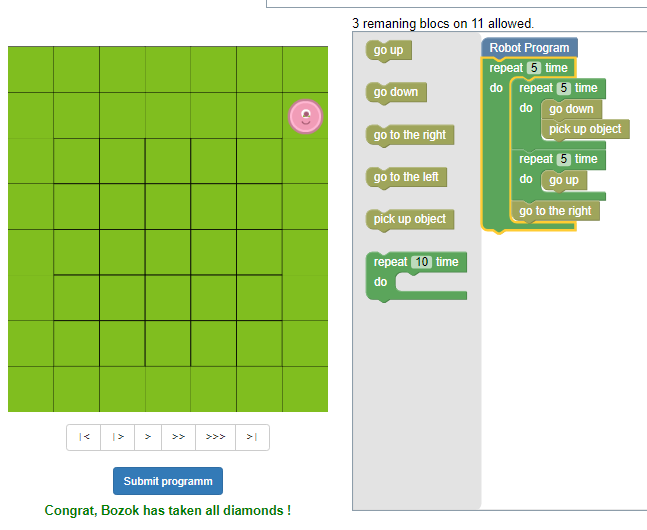 3 remaning blocs on 11 allowed.
go up
go down
go to the right
go to the left
pick up object
repeat 10 time
do
Robot Program
repeat 5 time
do
repeat 5 time
do
go down
pick up object
repeat 5 time
do
go up
go to the right
|< |> > >> >>> >|
Submit programm
Congrat, Bozok has taken all diamonds !